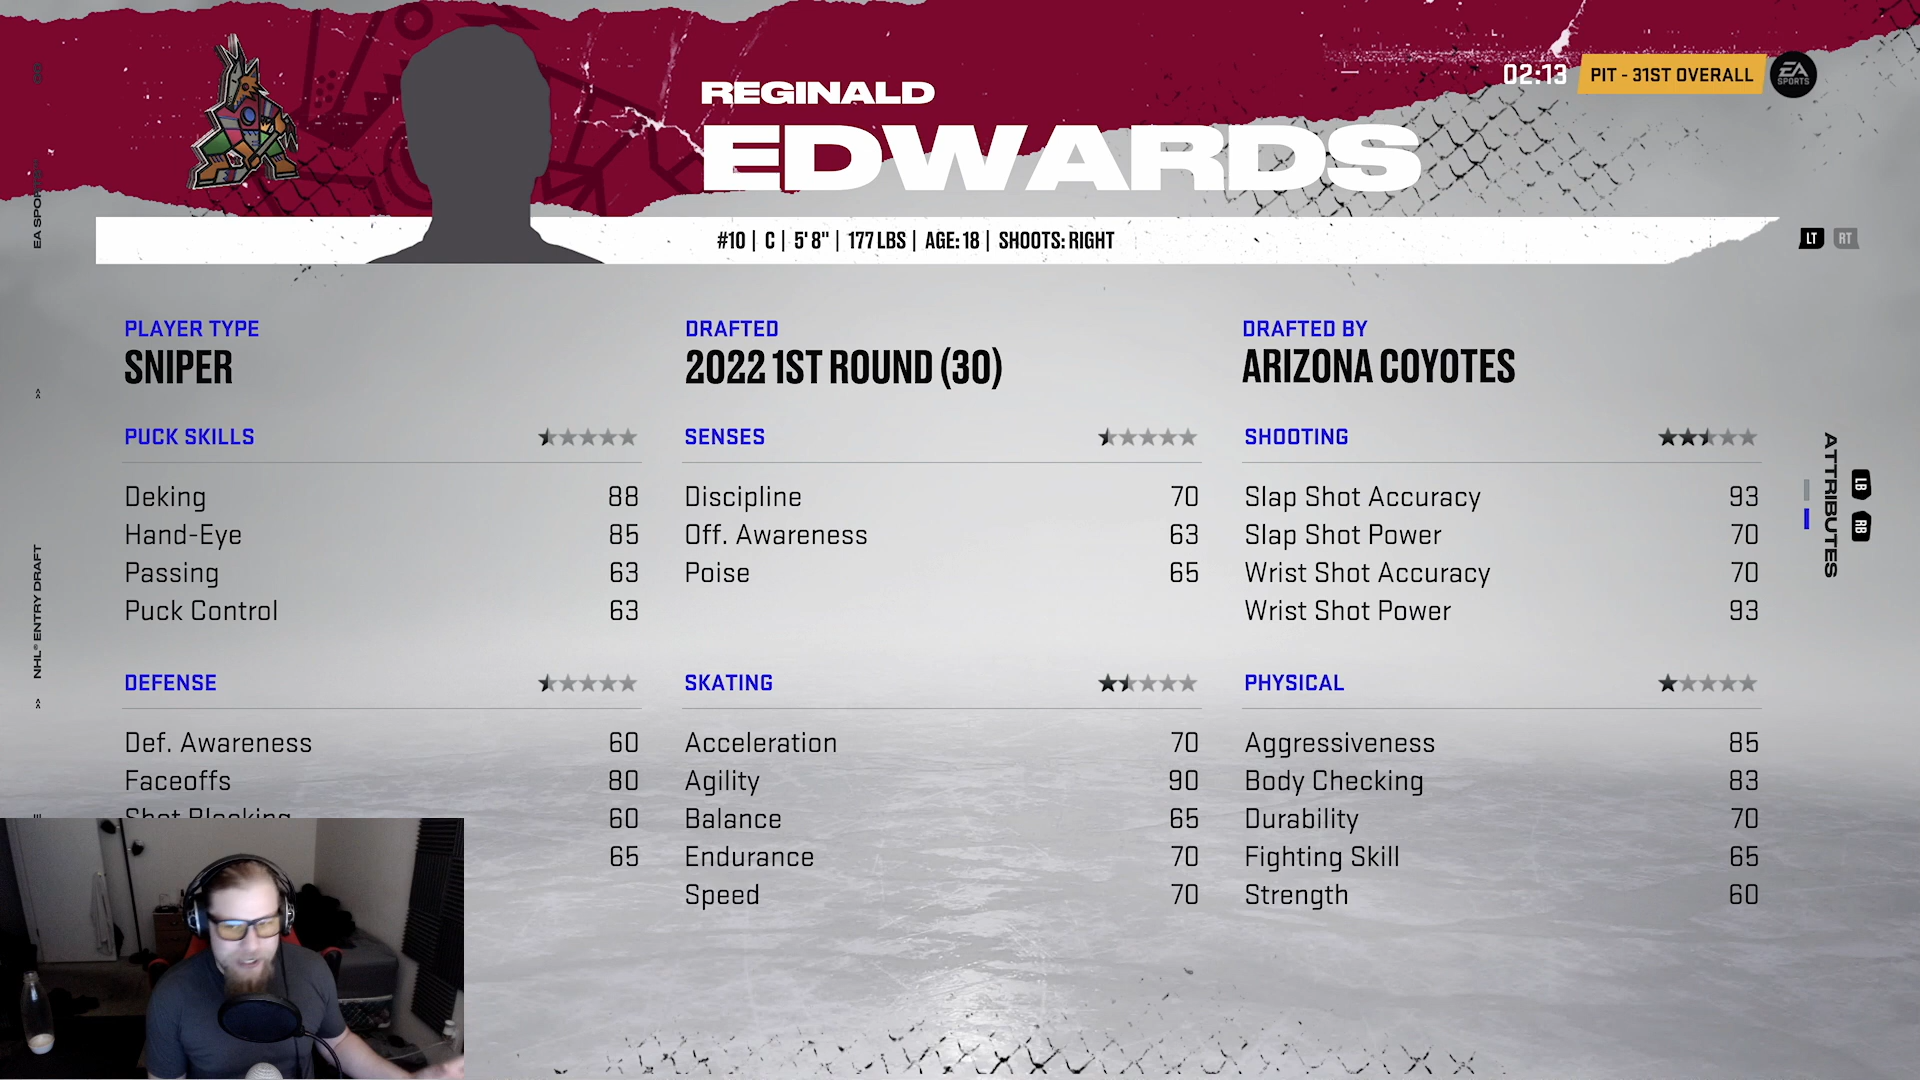 REGINALD
EDWARDS
02:13
PIT - 31ST OVERALL
EA
SPORTS
#10 | C | 5' 8" | 177 LBS | AGE: 18 | SHOOTS: RIGHT
LT RT
PLAYER TYPE
SNIPER
DRAFTED
2022 1ST ROUND (30)
DRAFTED BY
ARIZONA COYOTES
PUCK SKILLS
Deking 88
Hand-Eye 85
Passing 63
Puck Control 63
SENSES
Discipline 70
Off. Awareness 63
Poise 65
SHOOTING
Slap Shot Accuracy 93
Slap Shot Power 70
Wrist Shot Accuracy 70
Wrist Shot Power 93
DEFENSE
Def. Awareness 60
Faceoffs 80
Shot Blocking 60
65
SKATING
Acceleration 70
Agility 90
Balance 65
Endurance 70
Speed 70
PHYSICAL
Aggressiveness 85
Body Checking 83
Durability 70
Fighting Skill 65
Strength 60
ATTRIBUTES
LB
RB
NHL® ENTRY DRAFT